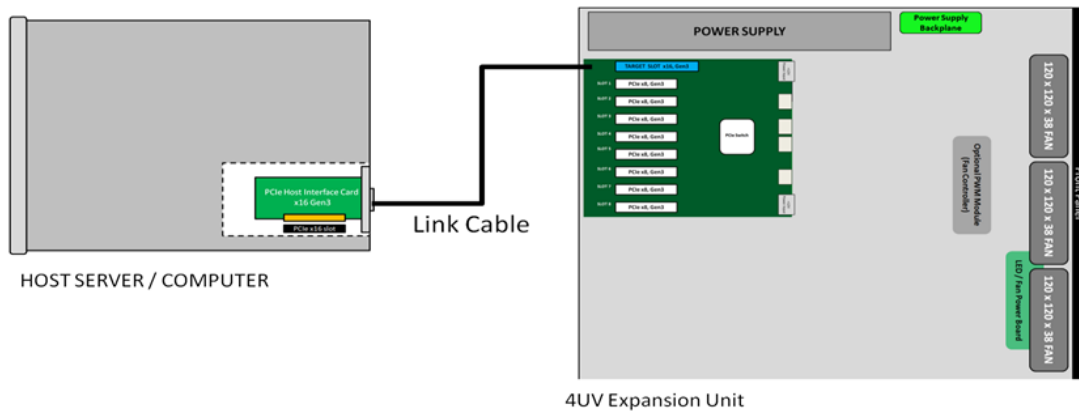 POWER SUPPLY
Power Supply
Backplane
TARGET SLOT x16, Gen3
SLOT 1
PCIe x8, Gen3
SLOT 2
PCIe x8, Gen3
SLOT 3
PCIe x8, Gen3
SLOT 4
PCIe x8, Gen3
SLOT 5
PCIe x8, Gen3
SLOT 6
PCIe x8, Gen3
SLOT 7
PCIe x8, Gen3
SLOT 8
PCIe x8, Gen3
PCIe Switch
120 x 120 x 38 FAN
120 x 120 x 38 FAN
120 x 120 x 38 FAN
Optional PWM Module
(Fan Controller)
LED / Fan Power Board
PCIe Host Interface Card
x16 Gen3
PCIe x16 slot
Link Cable
HOST SERVER / COMPUTER
4UV Expansion Unit